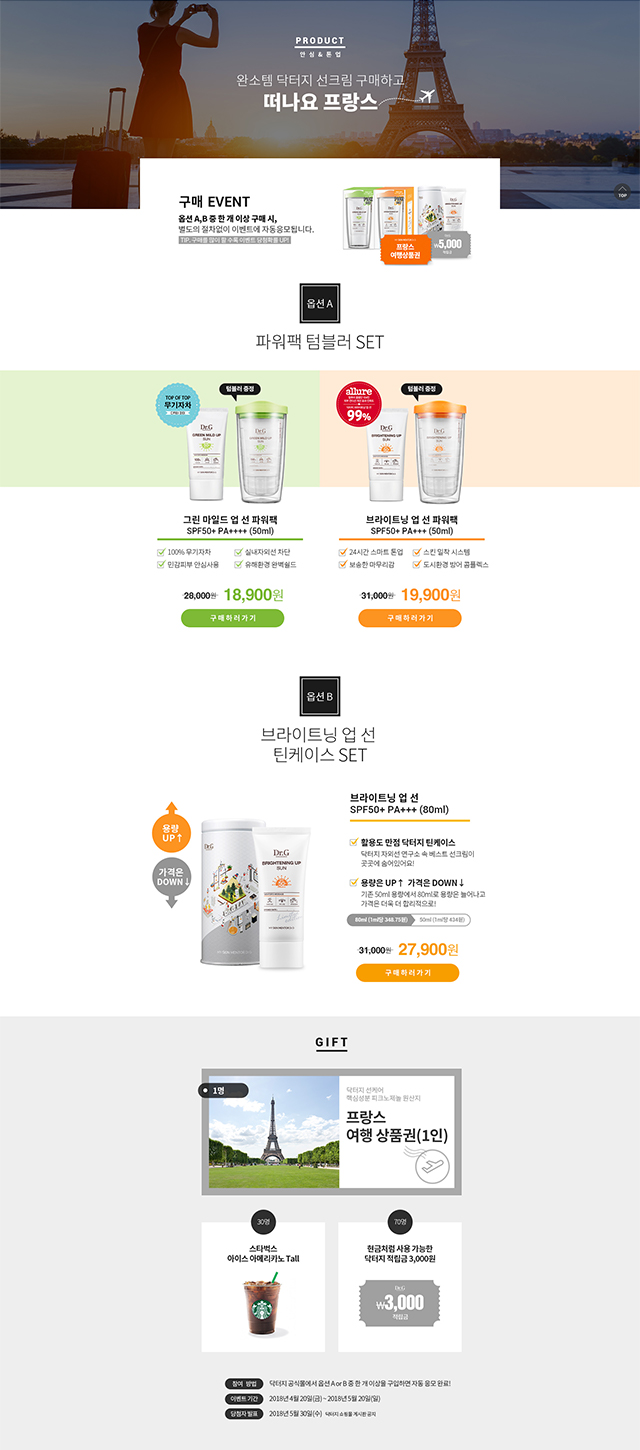 PRODUCT
안심&톤업
완소템 닥터지 선크림 구매하고
떠나요 프랑스
TOP
구매 EVENT
옵션 A,B 중 한 개 이상 구매 시,
별도의 절차없이 이벤트에 자동응모됩니다.
TIP. 구매를 많이 할 수록 이벤트 당첨확률 UP!
프랑스
여행상품권
₩5,000
적립금
옵션 A
파워팩 텀블러 SET
TOP OF TOP
무기자차
텀블러 증정
Dr.G
GREEN MILD UP
SUN
allure
99%
텀블러 증정
Dr.G
BRIGHTENING UP
SUN
그린 마일드 업 선 파워팩
SPF50+ PA++++ (50ml)
100% 무기자차
실내자외선 차단
민감피부 안심사용
유해환경 완벽쉴드
28,000원 18,900원
구매하러가기
브라이트닝 업 선 파워팩
SPF50+ PA+++ (50ml)
24시간 스마트 톤업
스킨 밀착 시스템
보송한 마무리감
도시환경 방어 콤플렉스
31,000원 19,900원
구매하러가기
옵션 B
브라이트닝 업 선
틴케이스 SET
용량
UP↑
가격은
DOWN↓
Dr.G
Dr.G
BRIGHTENING UP
SUN
브라이트닝 업 선
SPF50+ PA+++ (80ml)
활용도 만점 닥터지 틴케이스
닥터지 자외선 연구소 속 베스트 선크림이
곳곳에 숨어있어요!
용량은 UP↑ 가격은 DOWN↓
기존 50ml 용량에서 80ml로 용량은 늘어나고
가격은 더욱 더 합리적으로!
80ml (1ml당 348.75원)
50ml (1ml당 434원)
31,000원 27,900원
구매하러가기
GIFT
1명
닥터지 선케어
핵심성분 피크노제놀 원산지
프랑스
여행 상품권(1인)
30명
스타벅스
아이스 아메리카노 Tall
70명
현금처럼 사용 가능한
닥터지 적립금 3,000원
Dr.G
₩3,000
적립금
참여 방법 닥터지 공식몰에서 옵션 A or B 중 한 개 이상을 구입하면 자동 응모 완료!
이벤트 기간 2018년 4월 20일(금) ~ 2018년 5월 20일(일)
당첨자 발표 2018년 5월 30일(수) 닥터지 쇼핑몰 게시판 공지